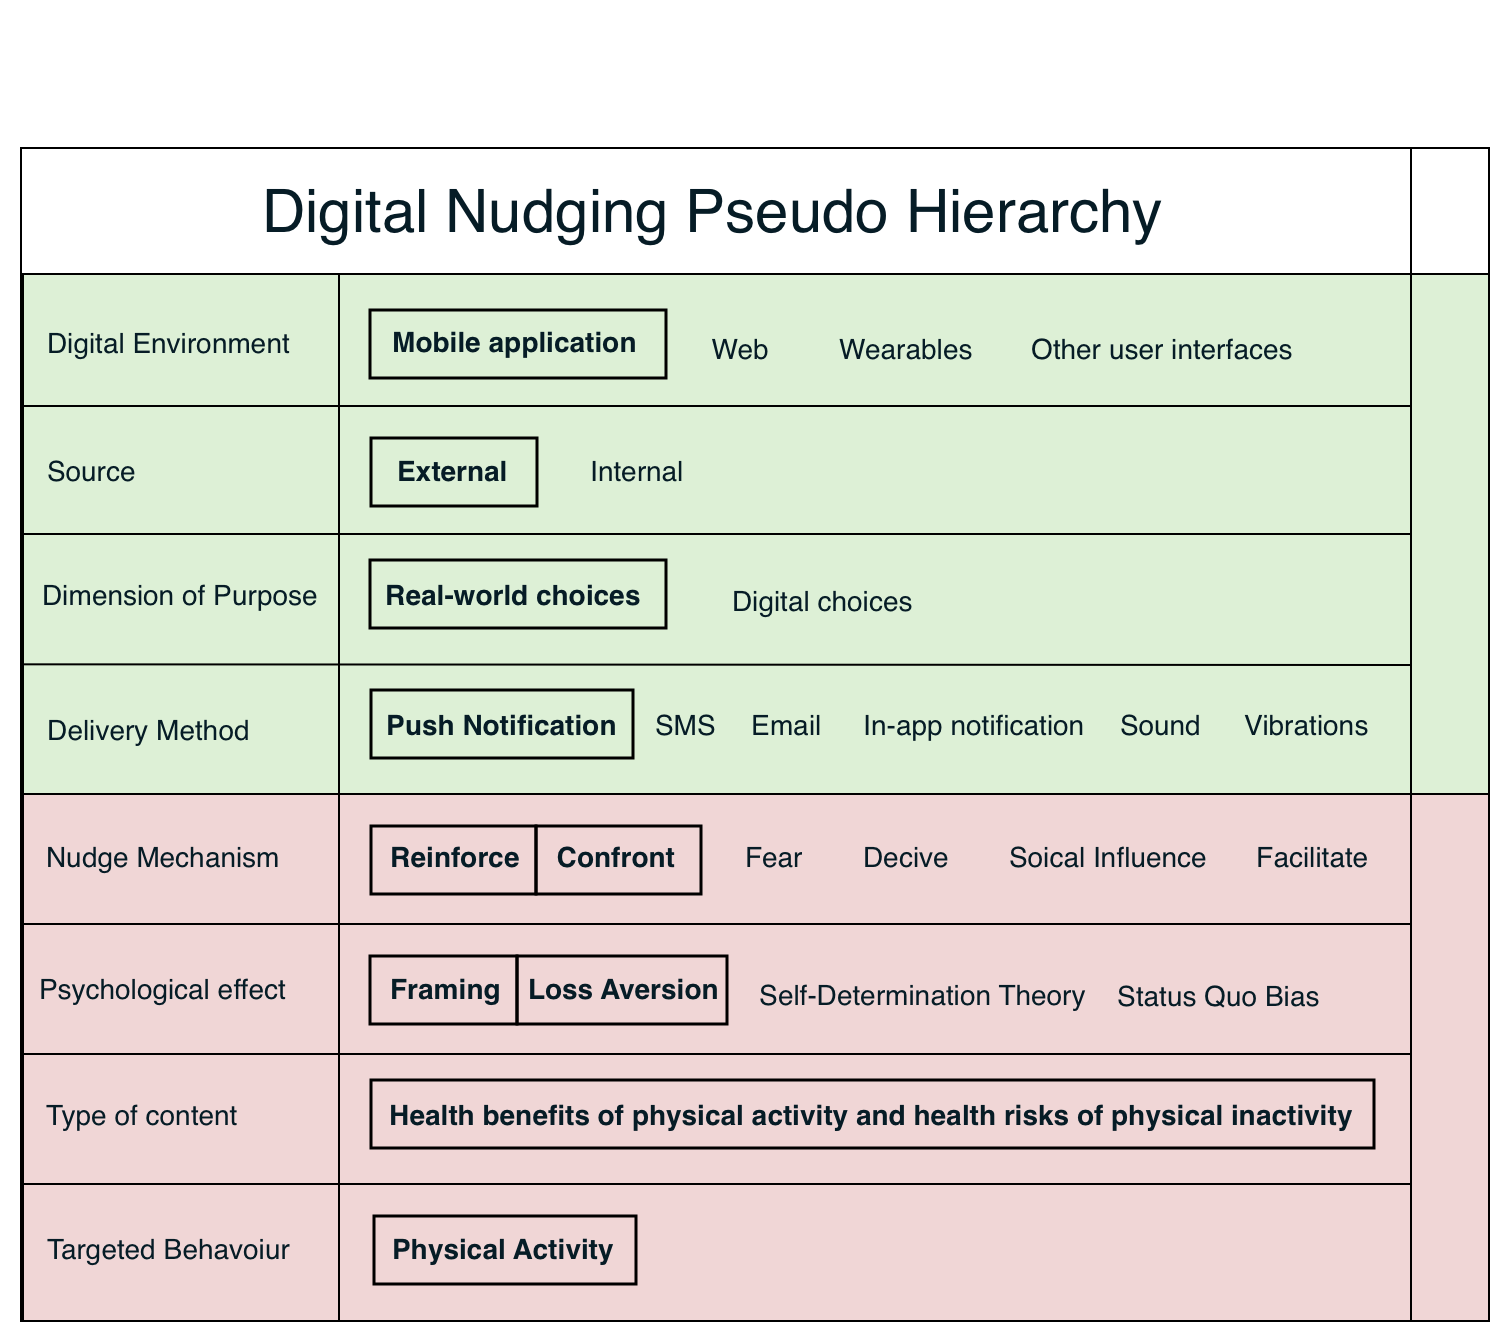 Digital Nudging Pseudo Hierarchy
Digital Environment Mobile application Web Wearables Other user interfaces
Source External Internal
Dimension of Purpose Real-world choices Digital choices
Delivery Method Push Notification SMS Email In-app notification Sound Vibrations
Nudge Mechanism Reinforce Confront Fear Decive Soical Influence Facilitate
Psychological effect Framing Loss Aversion Self-Determination Theory Status Quo Bias
Type of content Health benefits of physical activity and health risks of physical inactivity
Targeted Behavoiur Physical Activity